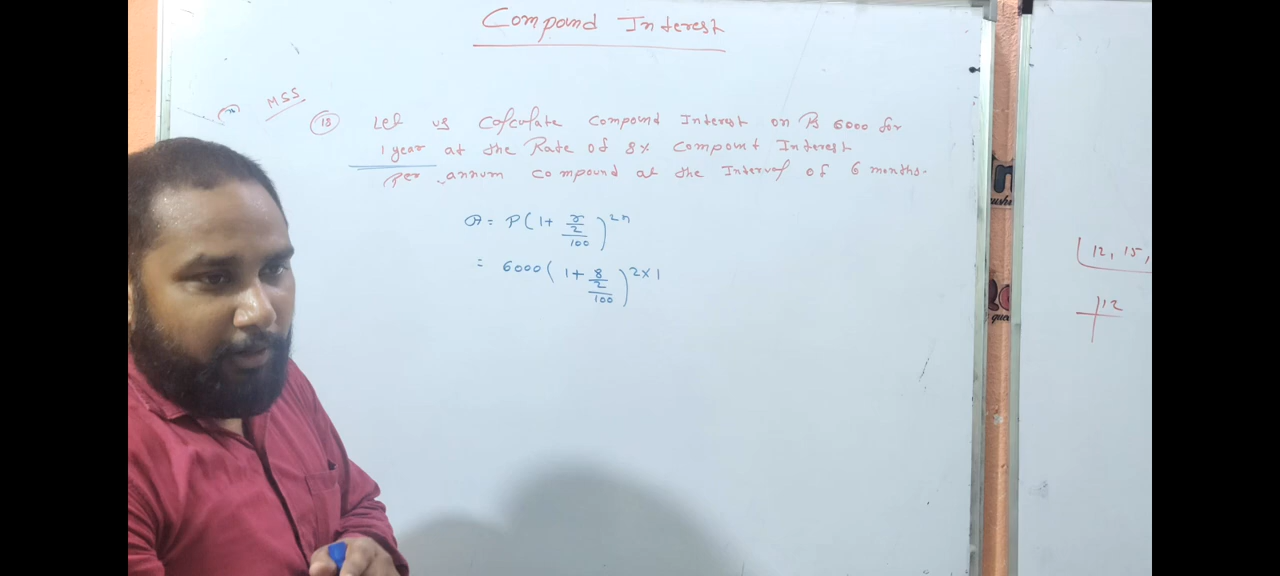 Compound Interest
MSS
18 Let us Calculate Compound Interest on Rs 6000 for
1 year at the Rate of 8% Compount Interest
Per annum Compound at the Interval of 6 months.
A = P(1 + r/2/100)^2n
= 6000(1 + 8/2/100)^2×1
12, 15,
12